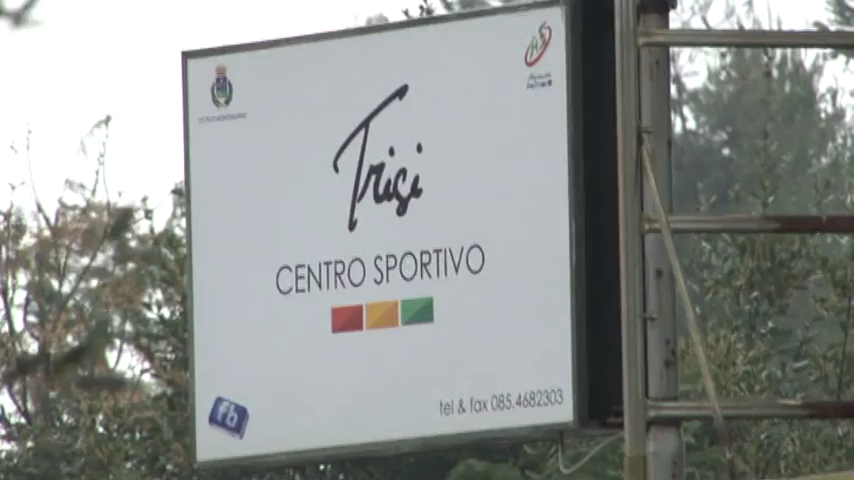 Trisi
CENTRO SPORTIVO
fb
tel & fax 085.4682303